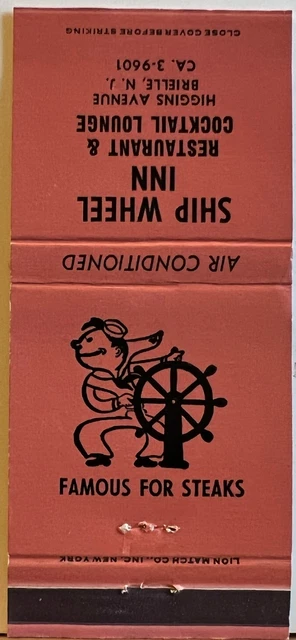 SHIP WHEEL
INN
RESTAURANT &
COCKTAIL LOUNGE
HIGGINS AVENUE
BRIELLE, N. J.
CA. 3-9601
CLOSE COVER BEFORE STRIKING
AIR CONDITIONED
FAMOUS FOR STEAKS
LION MATCH CO., INC. NEW YORK